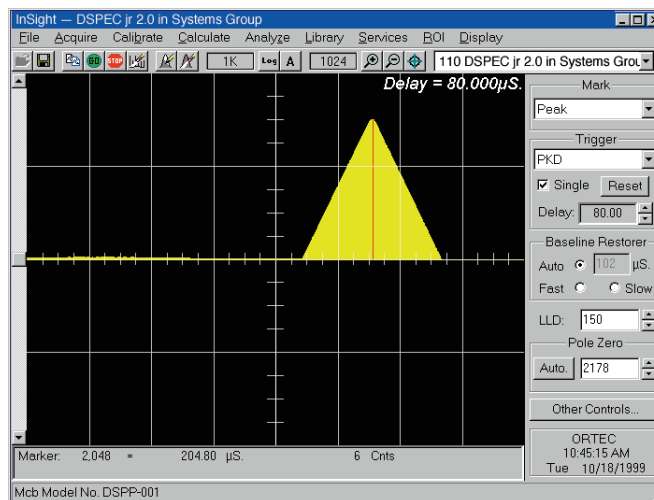 InSight — DSPEC jr 2.0 in Systems Group
File Acquire Calibrate Calculate Analyze Library Services ROI Display
GO STOP 1K Log A 1024 110 DSPEC jr 2.0 in Systems Grou
Delay = 80.000µS.
Mark
Peak
Trigger
PKD
Single Reset
Delay: 80.00
Baseline Restorer
Auto 102 µS.
Fast Slow
LLD: 150
Pole Zero
Auto. 2178
Other Controls...
ORTEC
10:45:15 AM
Tue 10/18/1999
Marker: 2,048 = 204.80 µS. 6 Cnts
Mcb Model No. DSPP-001